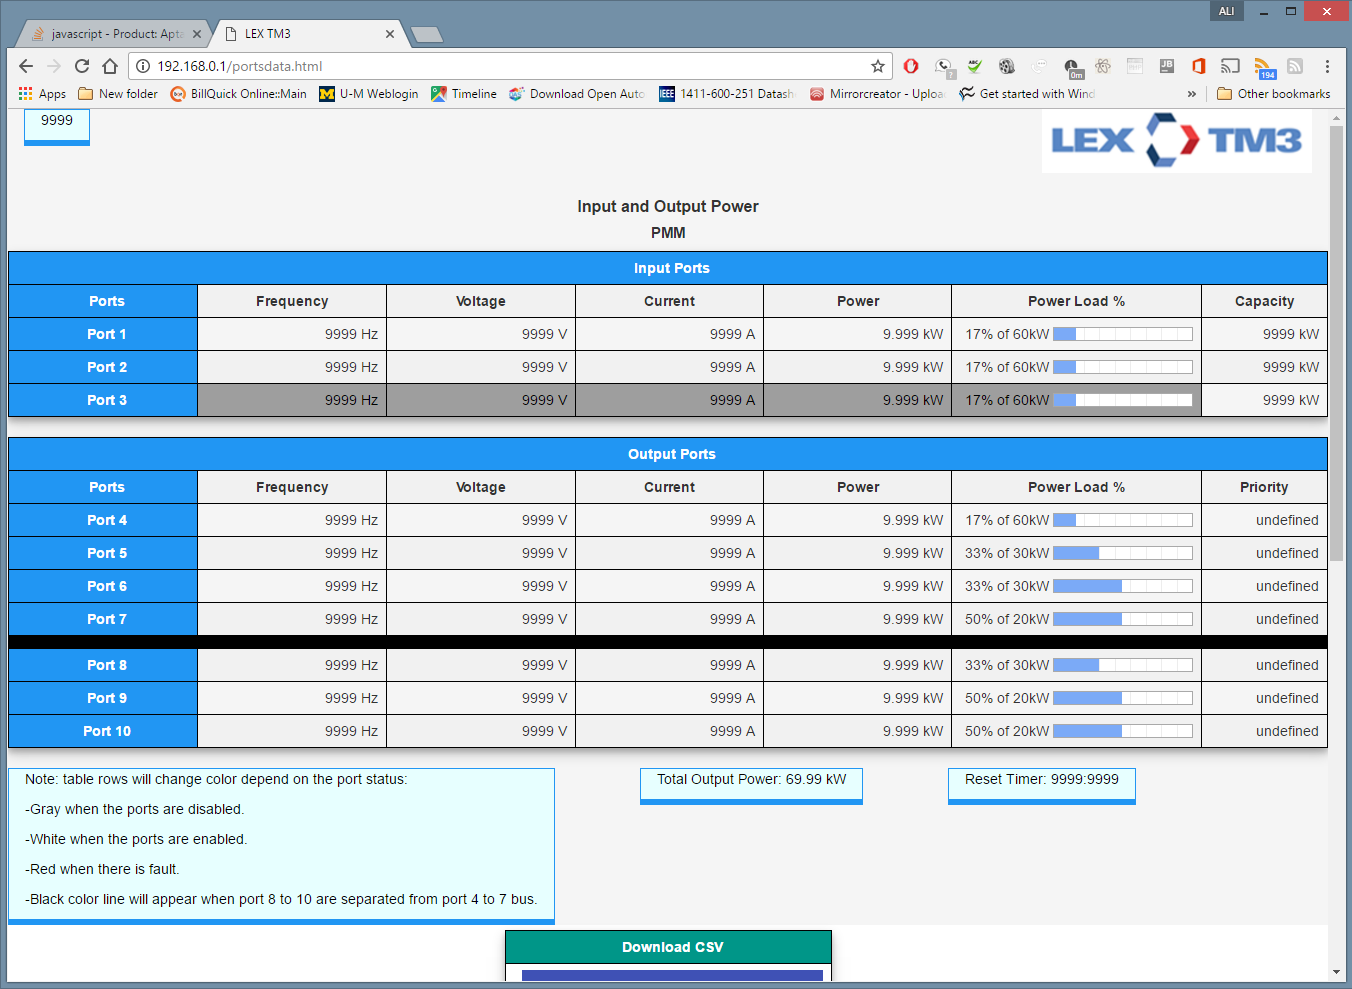 ALI
javascript - Product: Apta
LEX TM3
192.168.0.1/portsdata.html
7
0m
JB
194
Apps
New folder
BillQuick Online::Main
U-M Weblogin
Timeline
Download Open Auto
IEEE
1411-600-251 Datash
Mirrorcreator - Upload
Get started with Wind
»
Other bookmarks
9999
LEX TM3
Input and Output Power
PMM
Input Ports
Ports Frequency Voltage Current Power Power Load % Capacity
Port 1 9999 Hz 9999 V 9999 A 9.999 kW 17% of 60kW 9999 kW
Port 2 9999 Hz 9999 V 9999 A 9.999 kW 17% of 60kW 9999 kW
Port 3 9999 Hz 9999 V 9999 A 9.999 kW 17% of 60kW 9999 kW
Output Ports
Ports Frequency Voltage Current Power Power Load % Priority
Port 4 9999 Hz 9999 V 9999 A 9.999 kW 17% of 60kW undefined
Port 5 9999 Hz 9999 V 9999 A 9.999 kW 33% of 30kW undefined
Port 6 9999 Hz 9999 V 9999 A 9.999 kW 33% of 30kW undefined
Port 7 9999 Hz 9999 V 9999 A 9.999 kW 50% of 20kW undefined
Port 8 9999 Hz 9999 V 9999 A 9.999 kW 33% of 30kW undefined
Port 9 9999 Hz 9999 V 9999 A 9.999 kW 50% of 20kW undefined
Port 10 9999 Hz 9999 V 9999 A 9.999 kW 50% of 20kW undefined
Note: table rows will change color depend on the port status:
-Gray when the ports are disabled.
-White when the ports are enabled.
-Red when there is fault.
-Black color line will appear when port 8 to 10 are separated from port 4 to 7 bus.
Total Output Power: 69.99 kW
Reset Timer: 9999:9999
Download CSV